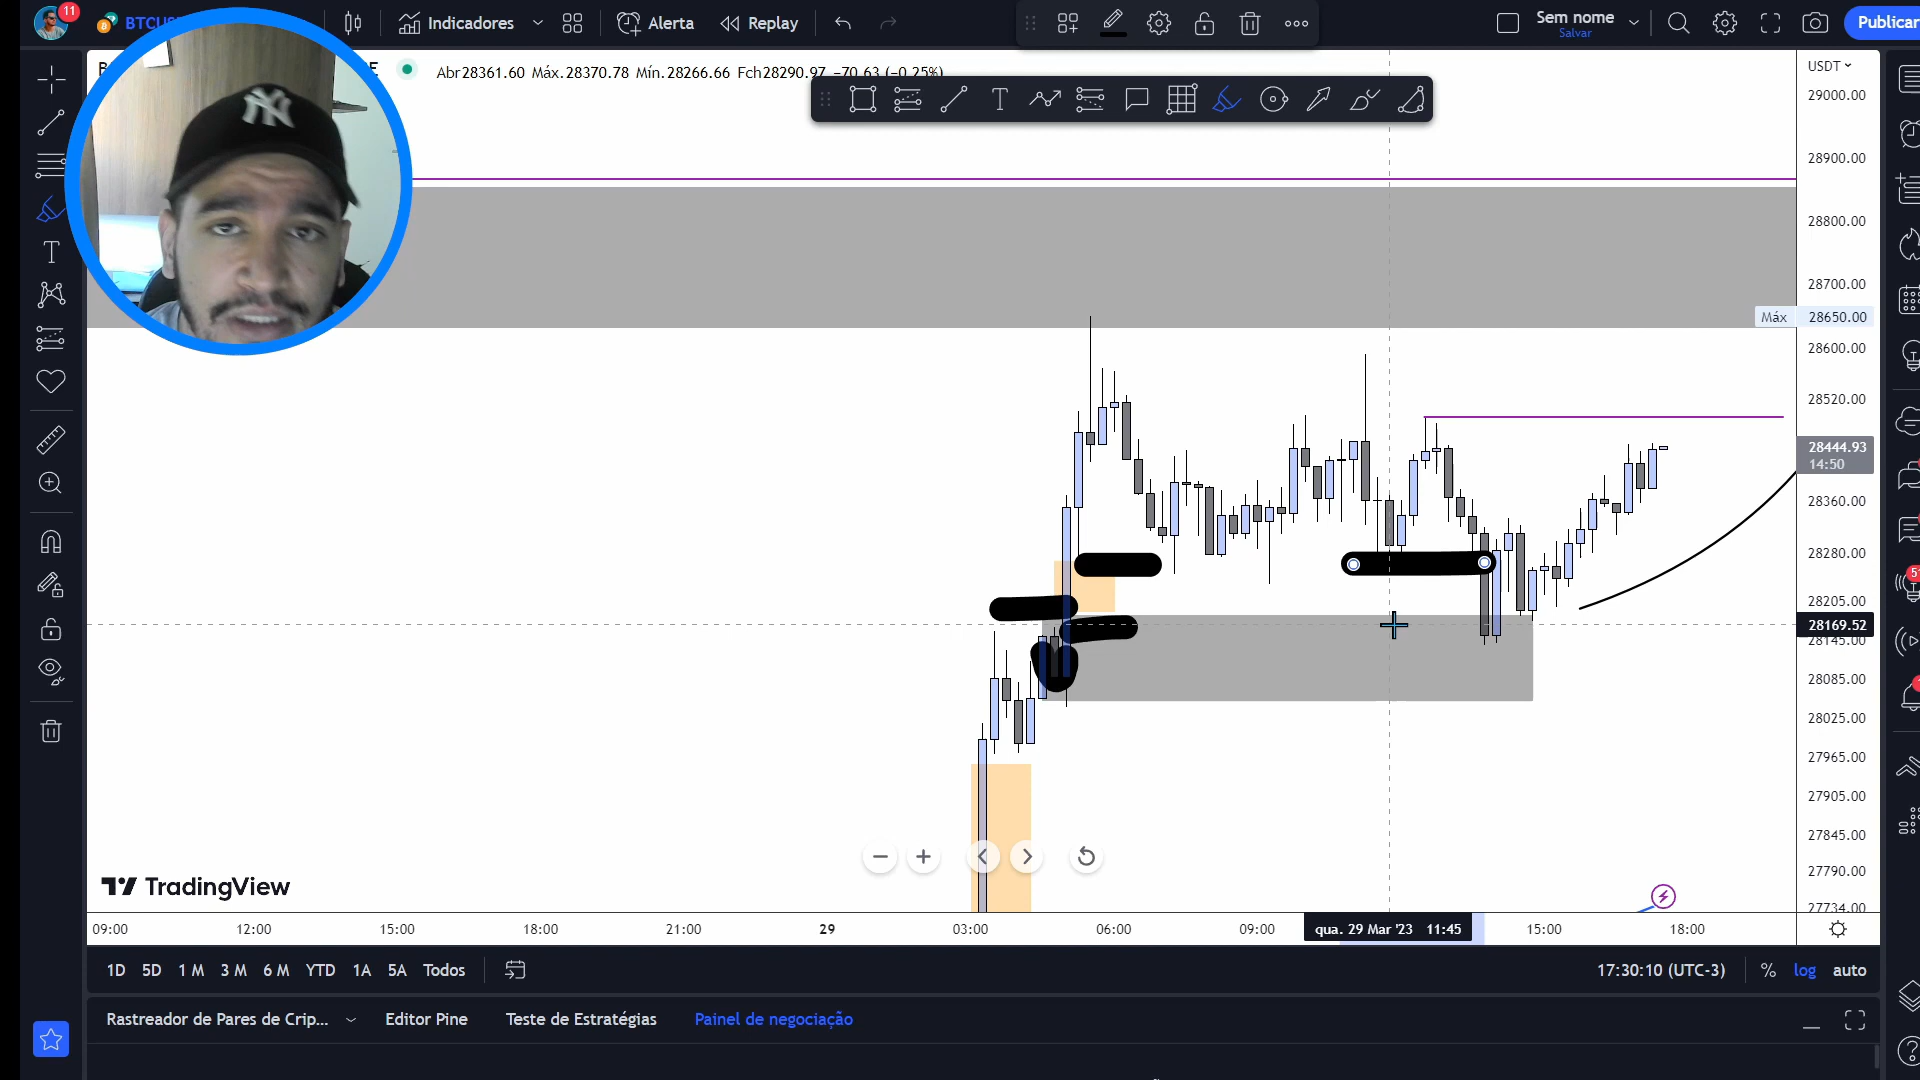 11
BTCUS
Indicadores
Alerta
Replay
Sem nome
Salvar
Publicar
NY
Abr28361.60 Máx.28370.78 Mín.28266.66 Fch28290.97 −70.63 (−0.25%)
USDT
29000.00
28900.00
28800.00
28700.00
Máx 28650.00
28600.00
28520.00
28444.93
14:50
28360.00
28280.00
28205.00
28169.52
28145.00
28085.00
28025.00
27965.00
27905.00
27845.00
27790.00
27734.00
TradingView
09:00 12:00 15:00 18:00 21:00 29 03:00 06:00 09:00 qua. 29 Mar '23 11:45 15:00 18:00
1D 5D 1 M 3 M 6 M YTD 1A 5A Todos
17:30:10 (UTC-3) % log auto
Rastreador de Pares de Crip... Editor Pine Teste de Estratégias Painel de negociação